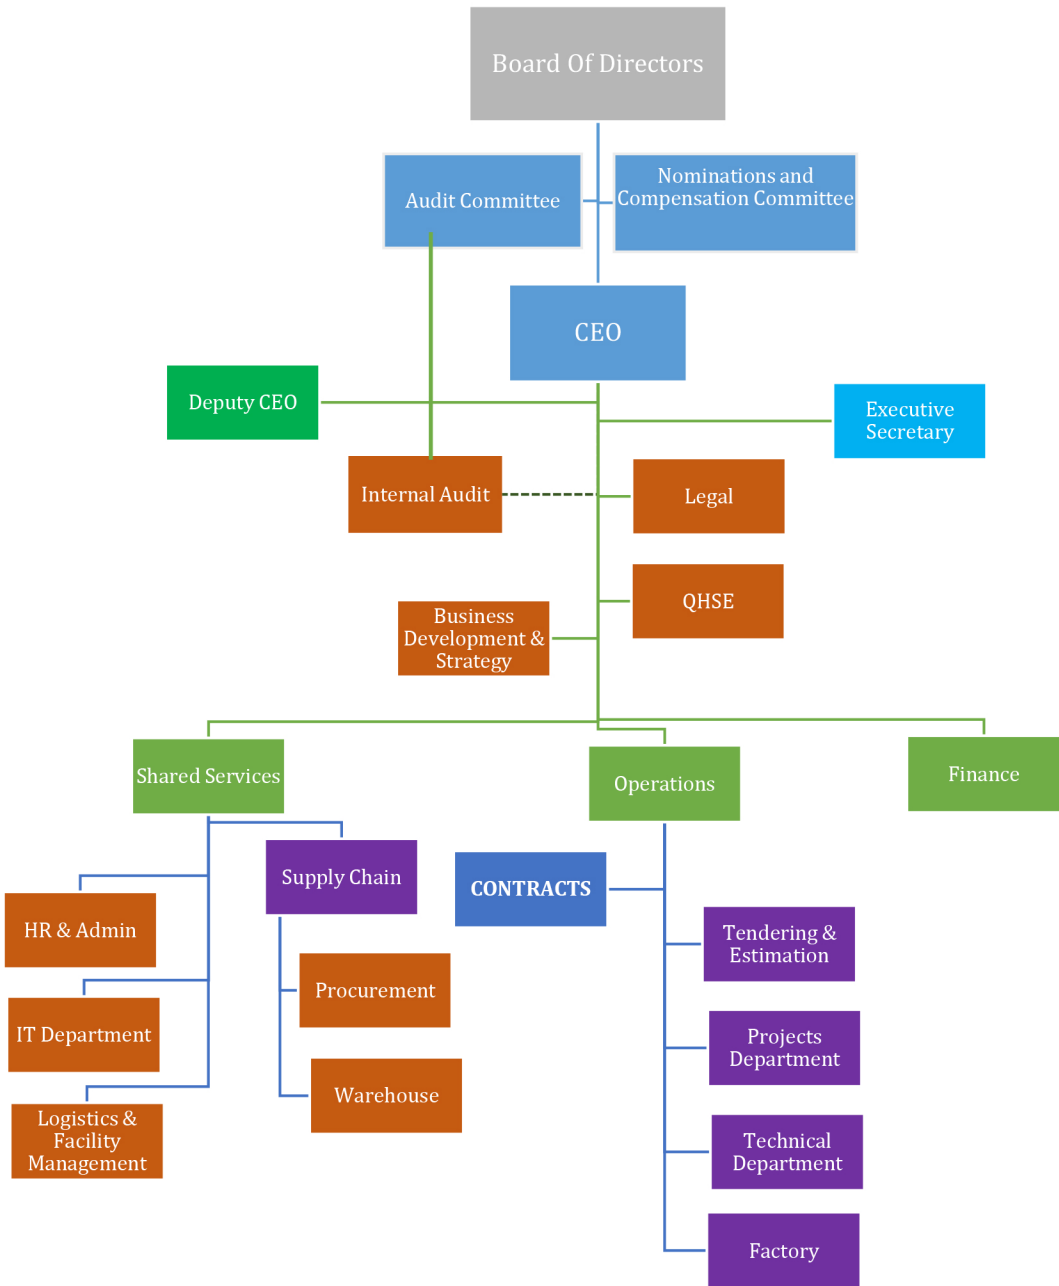 Board Of Directors
Audit Committee
Nominations and
Compensation Committee
CEO
Deputy CEO
Executive
Secretary
Internal Audit
Legal
QHSE
Business
Development &
Strategy
Shared Services
Operations
Finance
Supply Chain
CONTRACTS
HR & Admin
Tendering &
Estimation
Procurement
IT Department
Projects
Department
Warehouse
Logistics &
Facility
Management
Technical
Department
Factory